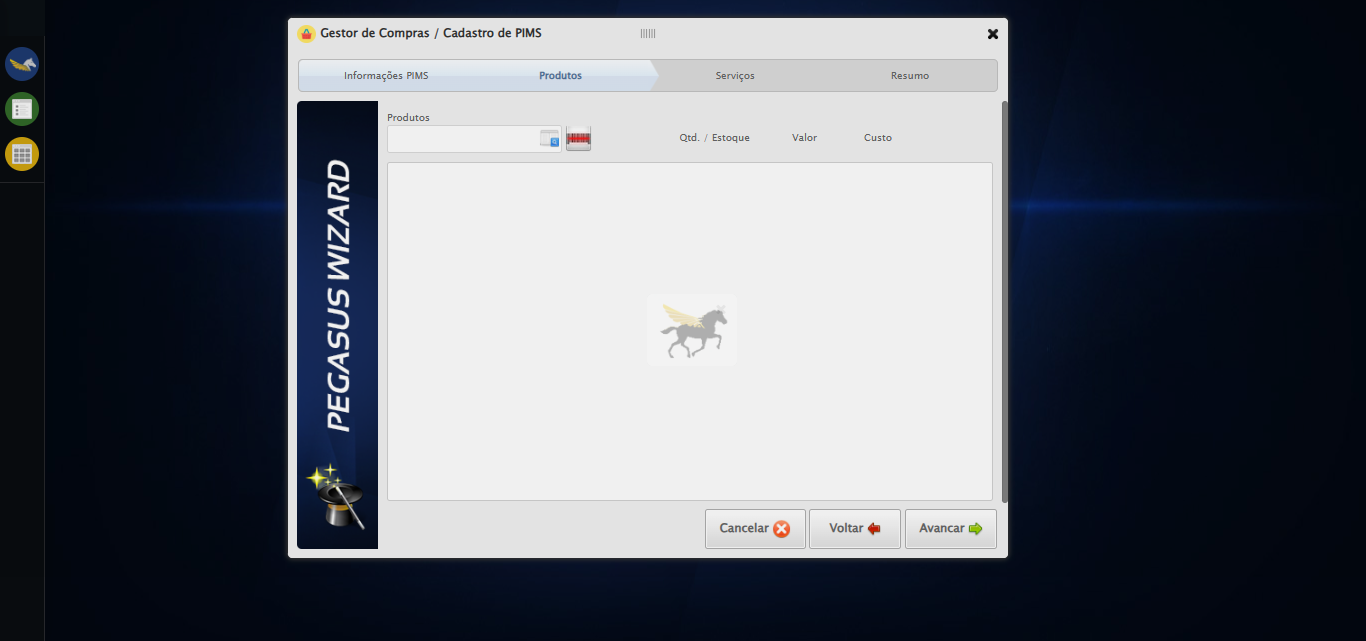 Gestor de Compras / Cadastro de PIMS
Informações PIMS Produtos Serviços Resumo
Produtos
Qtd. / Estoque Valor Custo
PEGASUS WIZARD
Cancelar Voltar Avancar